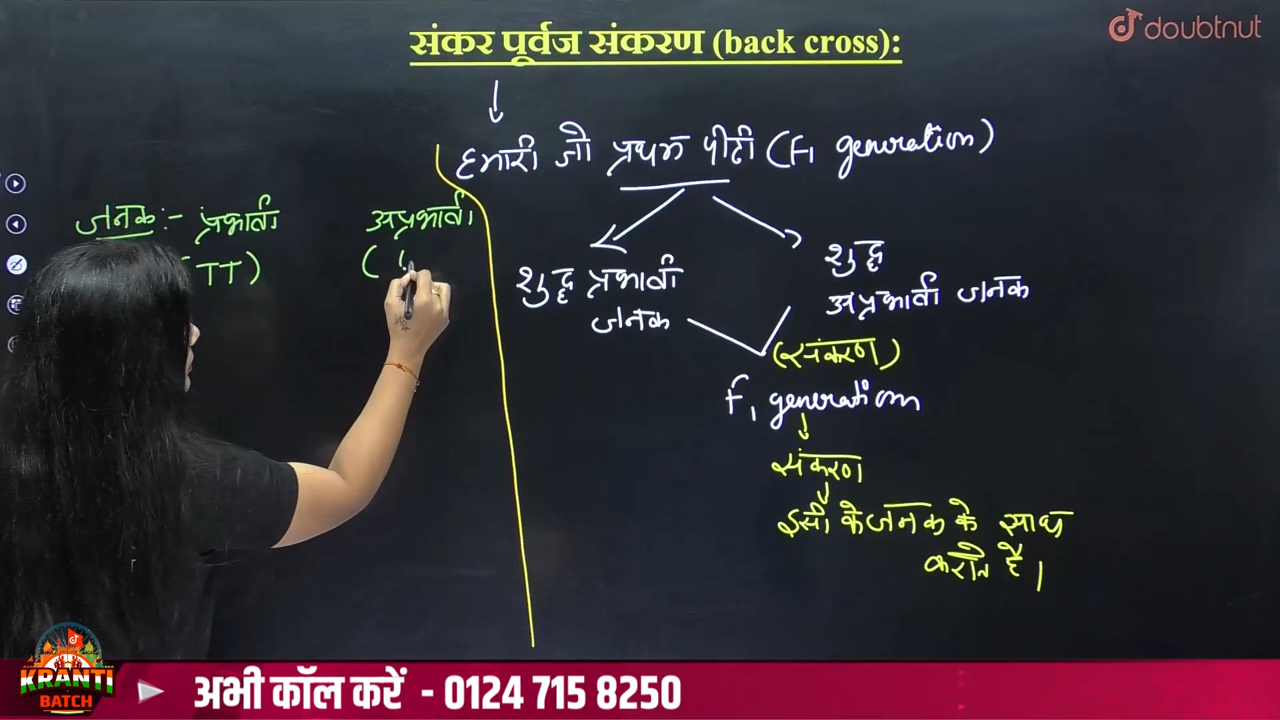 संकर पूर्वज संकरण (back cross):
doubtnut
हमारी जो प्रथम पीढी (F1 generation)
जनक :- प्रभावी अप्रभावी
(TT) (
शुद्ध प्रभावी
जनक
शुद्ध
अप्रभावी जनक
(संकरण)
F1 generation
संकरण
इसी के जनक के साथ
कराते है।
KRANTI
BATCH
अभी कॉल करें - 0124 715 8250